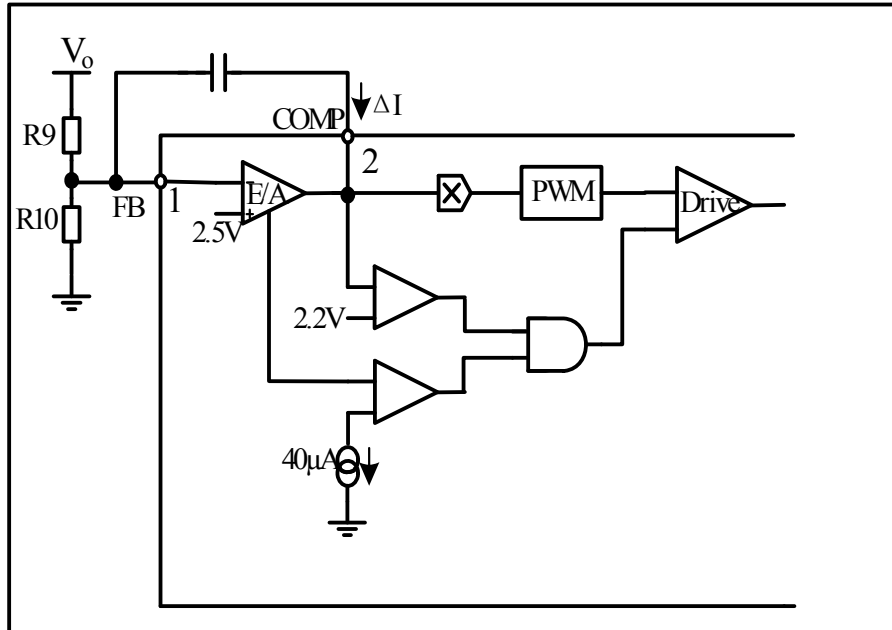 Vo
ΔI
R9
COMP
2
1
E/A
FB
R10
2.5V
- 
+
X
PWM
Drive
2.2V
40μA